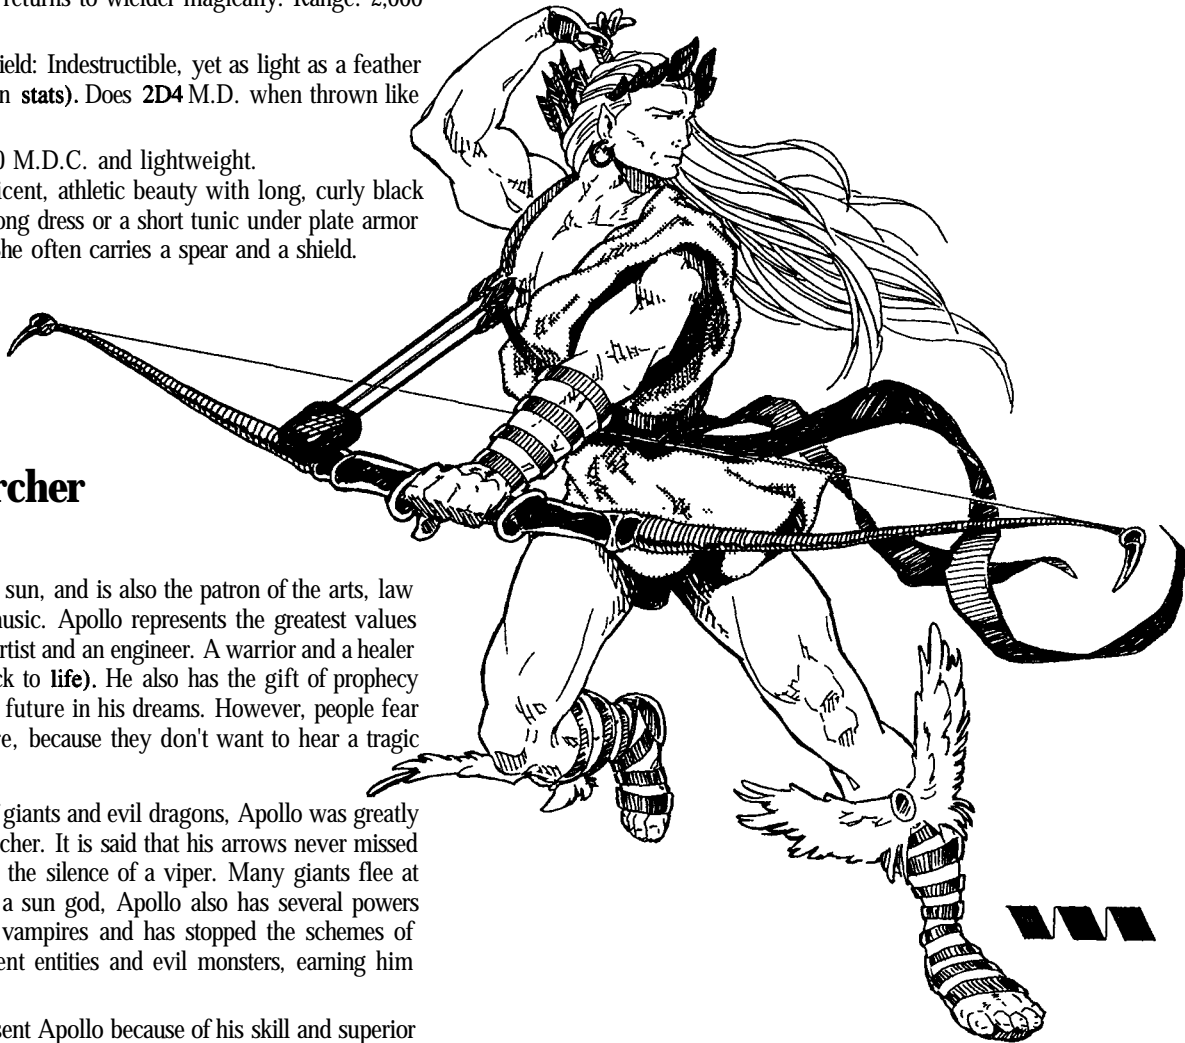 returns to wielder magically. Range: 2,000
ield: Indestructible, yet as light as a feather
n stats). Does 2D4 M.D. when thrown like
0 M.D.C. and lightweight.
icent, athletic beauty with long, curly black
ong dress or a short tunic under plate armor
he often carries a spear and a shield.
rcher
sun, and is also the patron of the arts, law
usic. Apollo represents the greatest values
rtist and an engineer. A warrior and a healer
ck to life). He also has the gift of prophecy
future in his dreams. However, people fear
e, because they don't want to hear a tragic
giants and evil dragons, Apollo was greatly
cher. It is said that his arrows never missed
the silence of a viper. Many giants flee at
a sun god, Apollo also has several powers
vampires and has stopped the schemes of
ent entities and evil monsters, earning him
sent Apollo because of his skill and superior